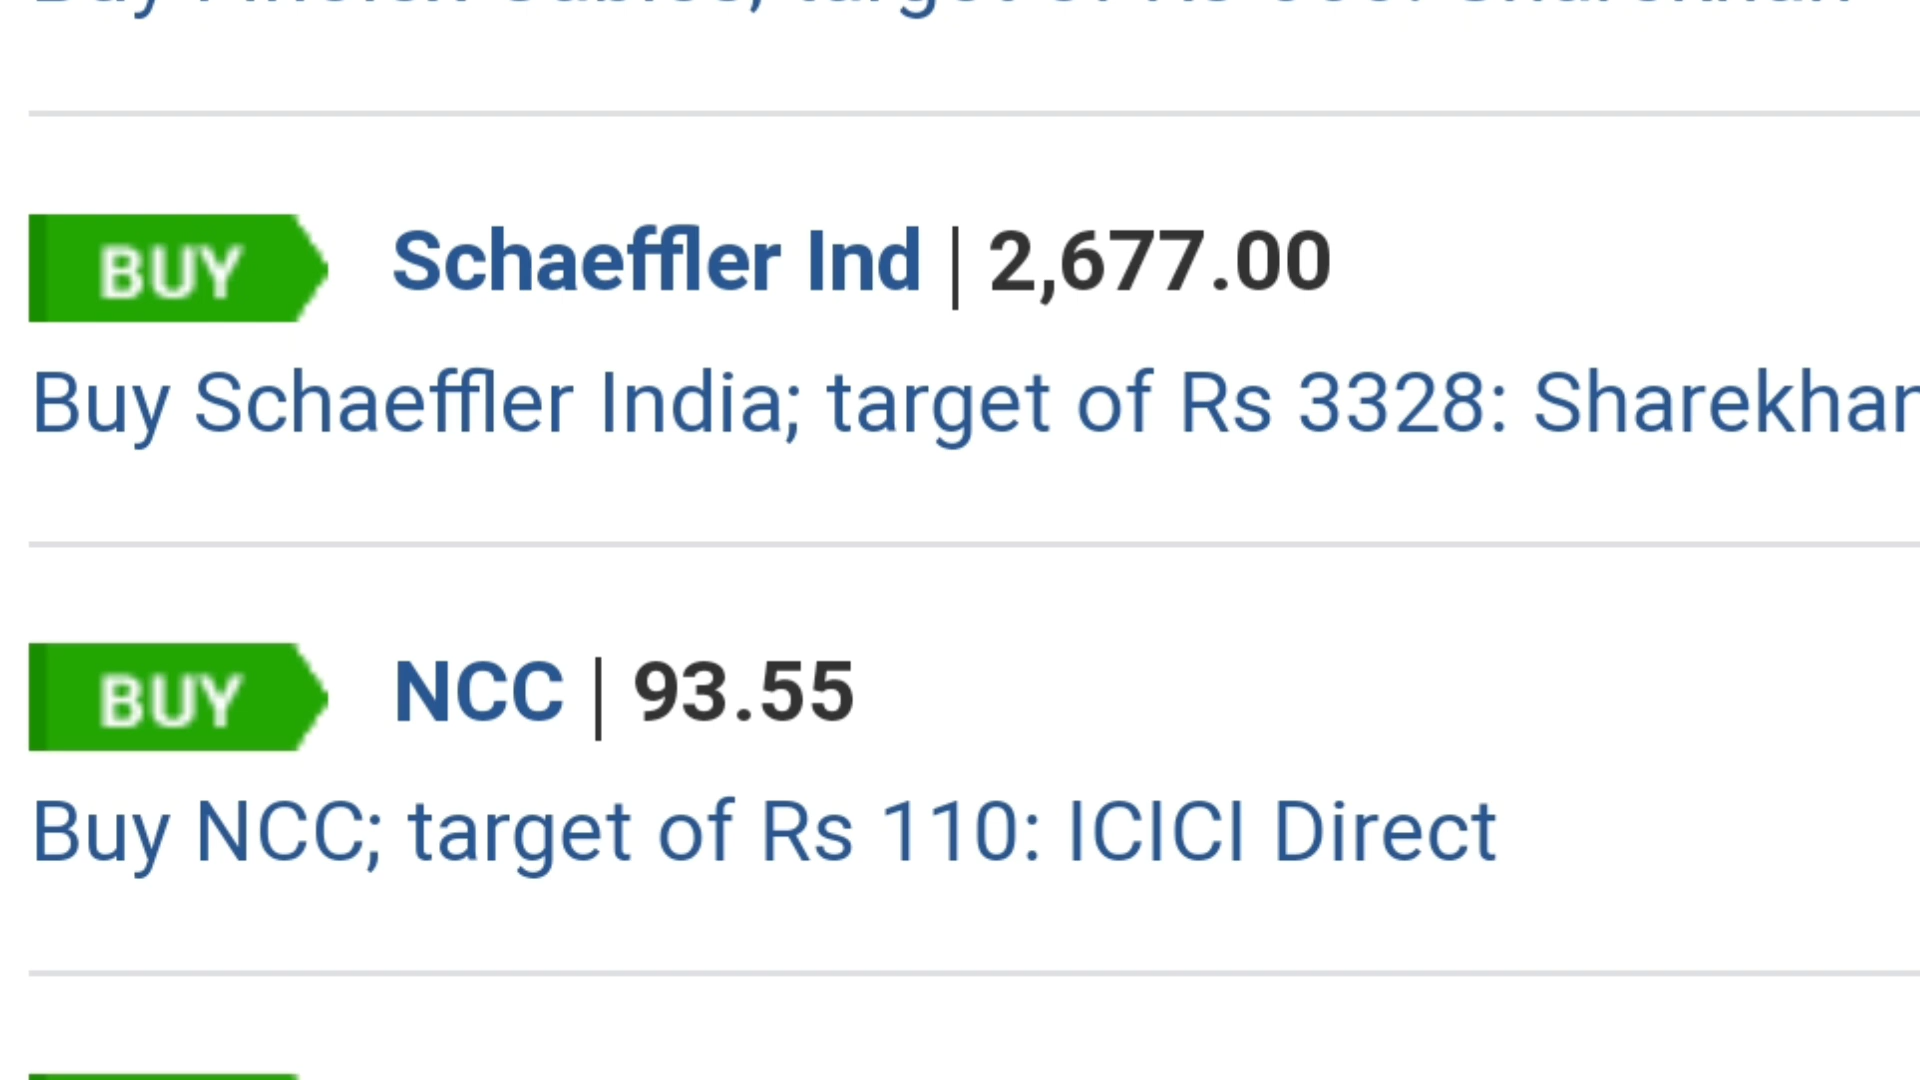 BUY Schaeffler Ind | 2,677.00
Buy Schaeffler India; target of Rs 3328: Sharekhan
BUY NCC | 93.55
Buy NCC; target of Rs 110: ICICI Direct